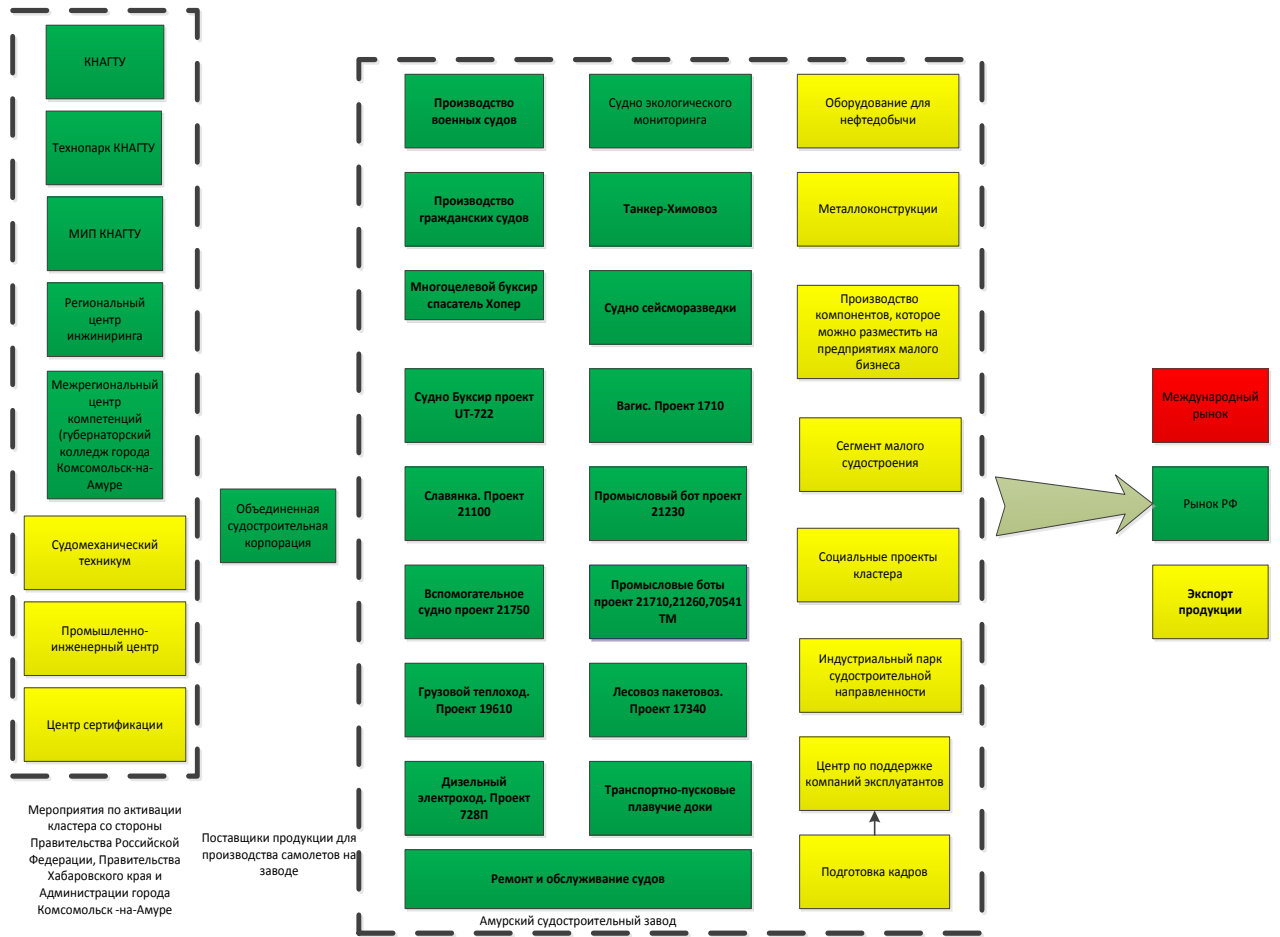 КНАГТУ
Технопарк КНАГТУ
МИП КНАГТУ
Региональный
центр
инжиниринга
Межрегиональный
центр
компетенций
(губернаторский
колледж города
Комсомольск-на-
Амуре
Судомеханический
техникум
Промышленно-
инженерный центр
Центр сертификации
Мероприятия по активации
кластера со стороны
Правительства Российской
Федерации, Правительства
Хабаровского края и
Администрации города
Комсомольск -на-Амуре
Объединенная
судостроительная
корпорация
Поставщики продукции для
производства самолетов на
заводе
Производство
военных судов
Производство
гражданских судов
Многоцелевой буксир
спасатель Хопер
Судно Буксир проект
UT-722
Славянка. Проект
21100
Вспомогательное
судно проект 21750
Грузовой теплоход.
Проект 19610
Дизельный
электроход. Проект
728П
Судно экологического
мониторинга
Танкер-Химовоз
Судно сейсморазведки
Вагис. Проект 1710
Промысловый бот проект
21230
Промысловые боты
проект 21710,21260,70541
ТМ
Лесовоз пакетовоз.
Проект 17340
Транспортно-пусковые
плавучие доки
Ремонт и обслуживание судов
Амурский судостроительный завод
Оборудование для
нефтедобычи
Металлоконструкции
Производство
компонентов, которое
можно разместить на
предприятиях малого
бизнеса
Сегмент малого
судостроения
Социальные проекты
кластера
Индустриальный парк
судостроительной
направленности
Центр по поддержке
компаний эксплуатантов
Подготовка кадров
Международный
рынок
Рынок РФ
Экспорт
продукции